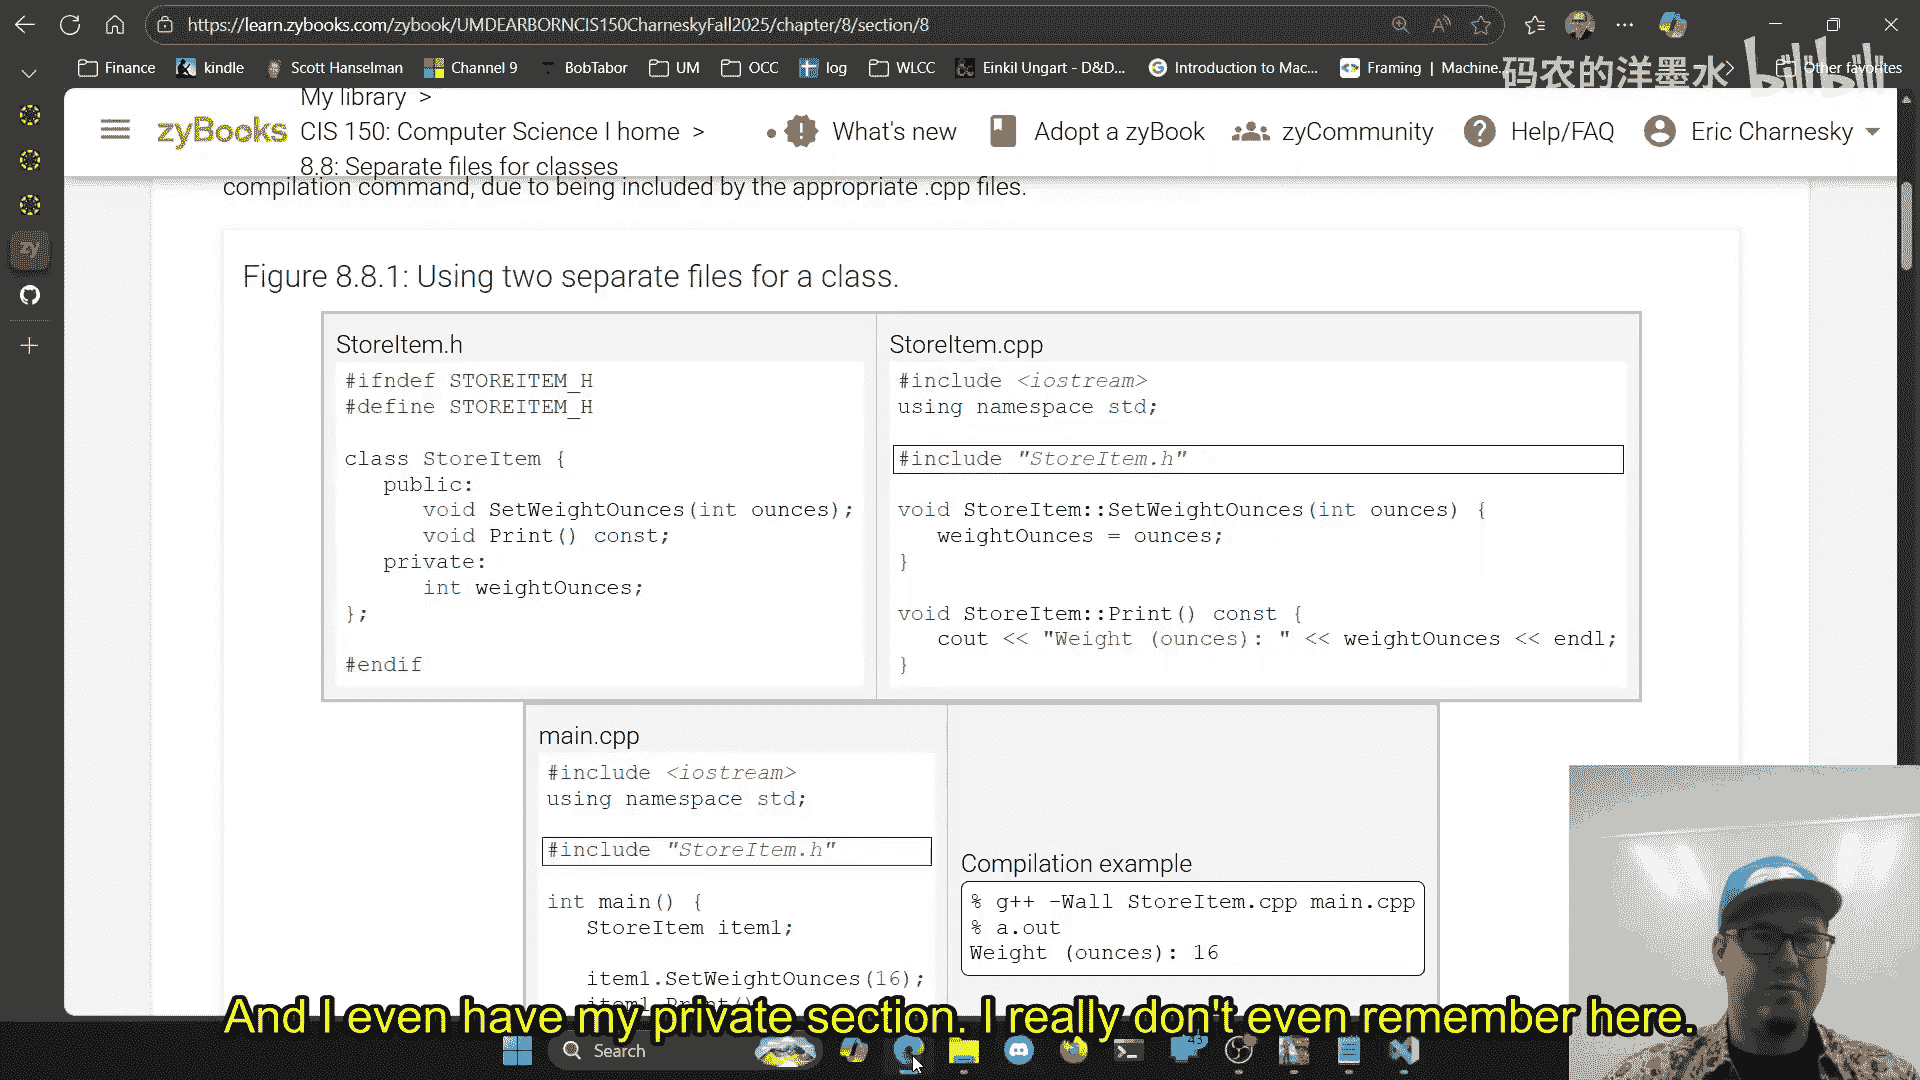 https://learn.zybooks.com/zybook/UMDEARBORNCIS150CharneskyFall2025/chapter/8/section/8
Finance
kindle
Scott Hanselman
Channel 9
BobTabor
UM
OCC
log
WLCC
Einkil Ungart - D&D...
Introduction to Mac...
Framing | Machine...
Other favorites
码农的洋墨水
bilibili
My library >
zyBooks
CIS 150: Computer Science I home >
8.8: Separate files for classes
What's new
Adopt a zyBook
zyCommunity
Help/FAQ
Eric Charnesky
zy
compilation command, due to being included by the appropriate .cpp files.
Figure 8.8.1: Using two separate files for a class.
StoreItem.h
#ifndef STOREITEM_H
#define STOREITEM_H
class StoreItem {
public:
void SetWeightOunces(int ounces);
void Print() const;
private:
int weightOunces;
};
#endif
StoreItem.cpp
#include <iostream>
using namespace std;
#include "StoreItem.h"
void StoreItem::SetWeightOunces(int ounces) {
weightOunces = ounces;
}
void StoreItem::Print() const {
cout << "Weight (ounces): " << weightOunces << endl;
}
main.cpp
#include <iostream>
using namespace std;
#include "StoreItem.h"
int main() {
StoreItem item1;
item1.SetWeightOunces(16);
item1.Print()
Compilation example
% g++ -Wall StoreItem.cpp main.cpp
% a.out
Weight (ounces): 16
And I even have my private section. I really don't even remember here.
Search
43